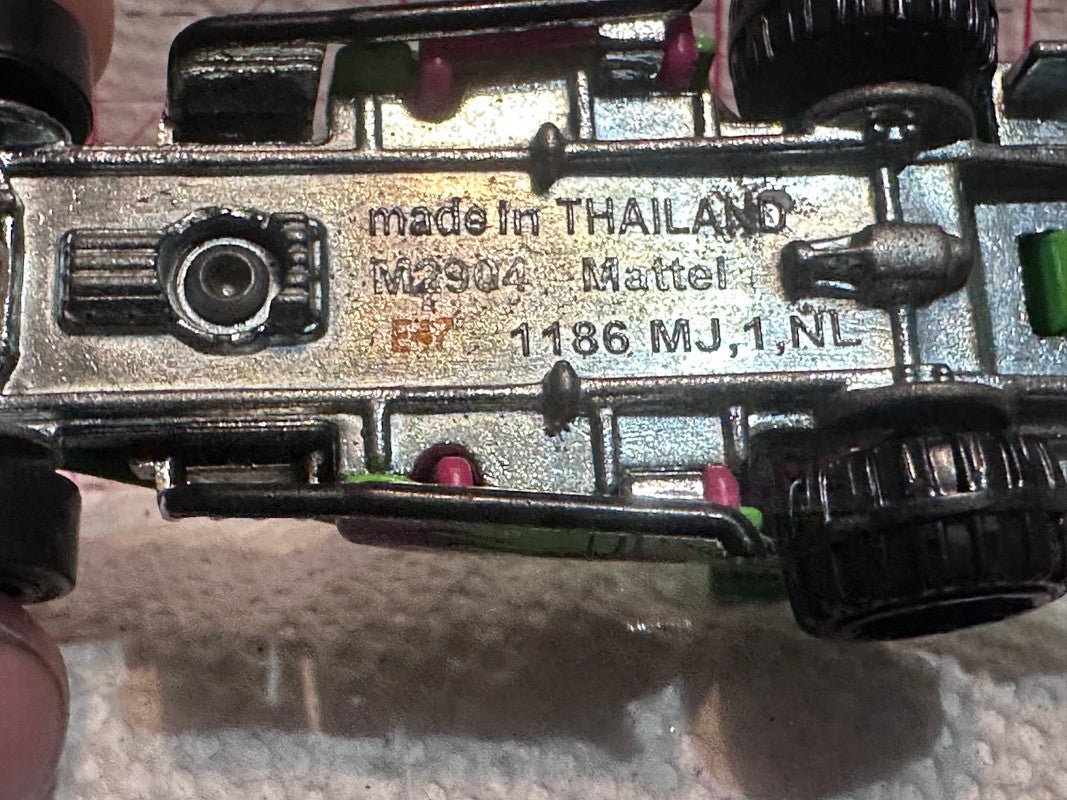 made in THAILAND
M2904 Mattel
E47 1186 MJ,1,NL